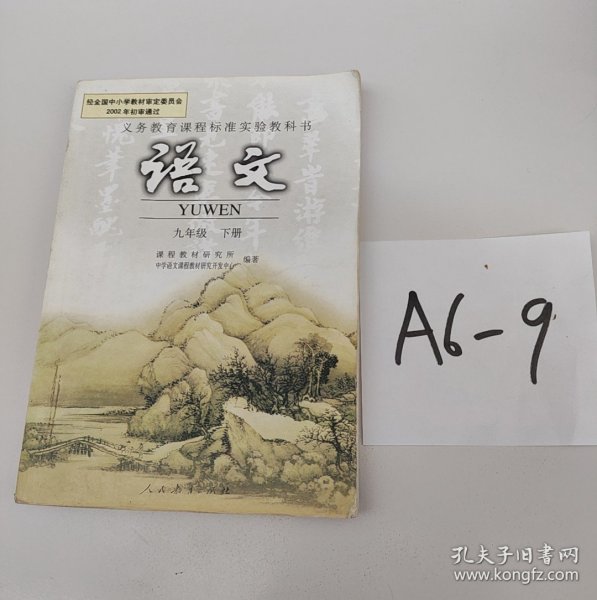 经全国中小学教材审定委员会
2002年初审通过
义务教育课程标准实验教科书
语文
YUWEN
九年级 下册
课程教材研究所
中学语文课程教材研究开发中心
编著
人民教育出版社
A6-9
孔夫子旧书网
www.kongfz.com